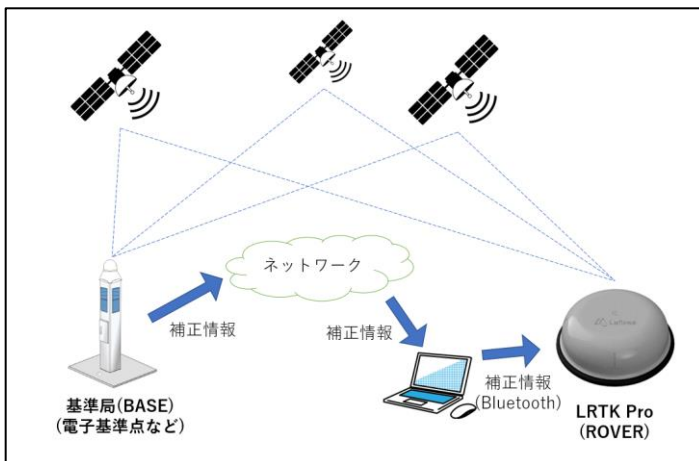 ネットワーク
補正情報
補正情報
補正情報
(Bluetooth)
基準局(BASE)
(電子基準点など)
LRTK Pro
(ROVER)
Lefixea